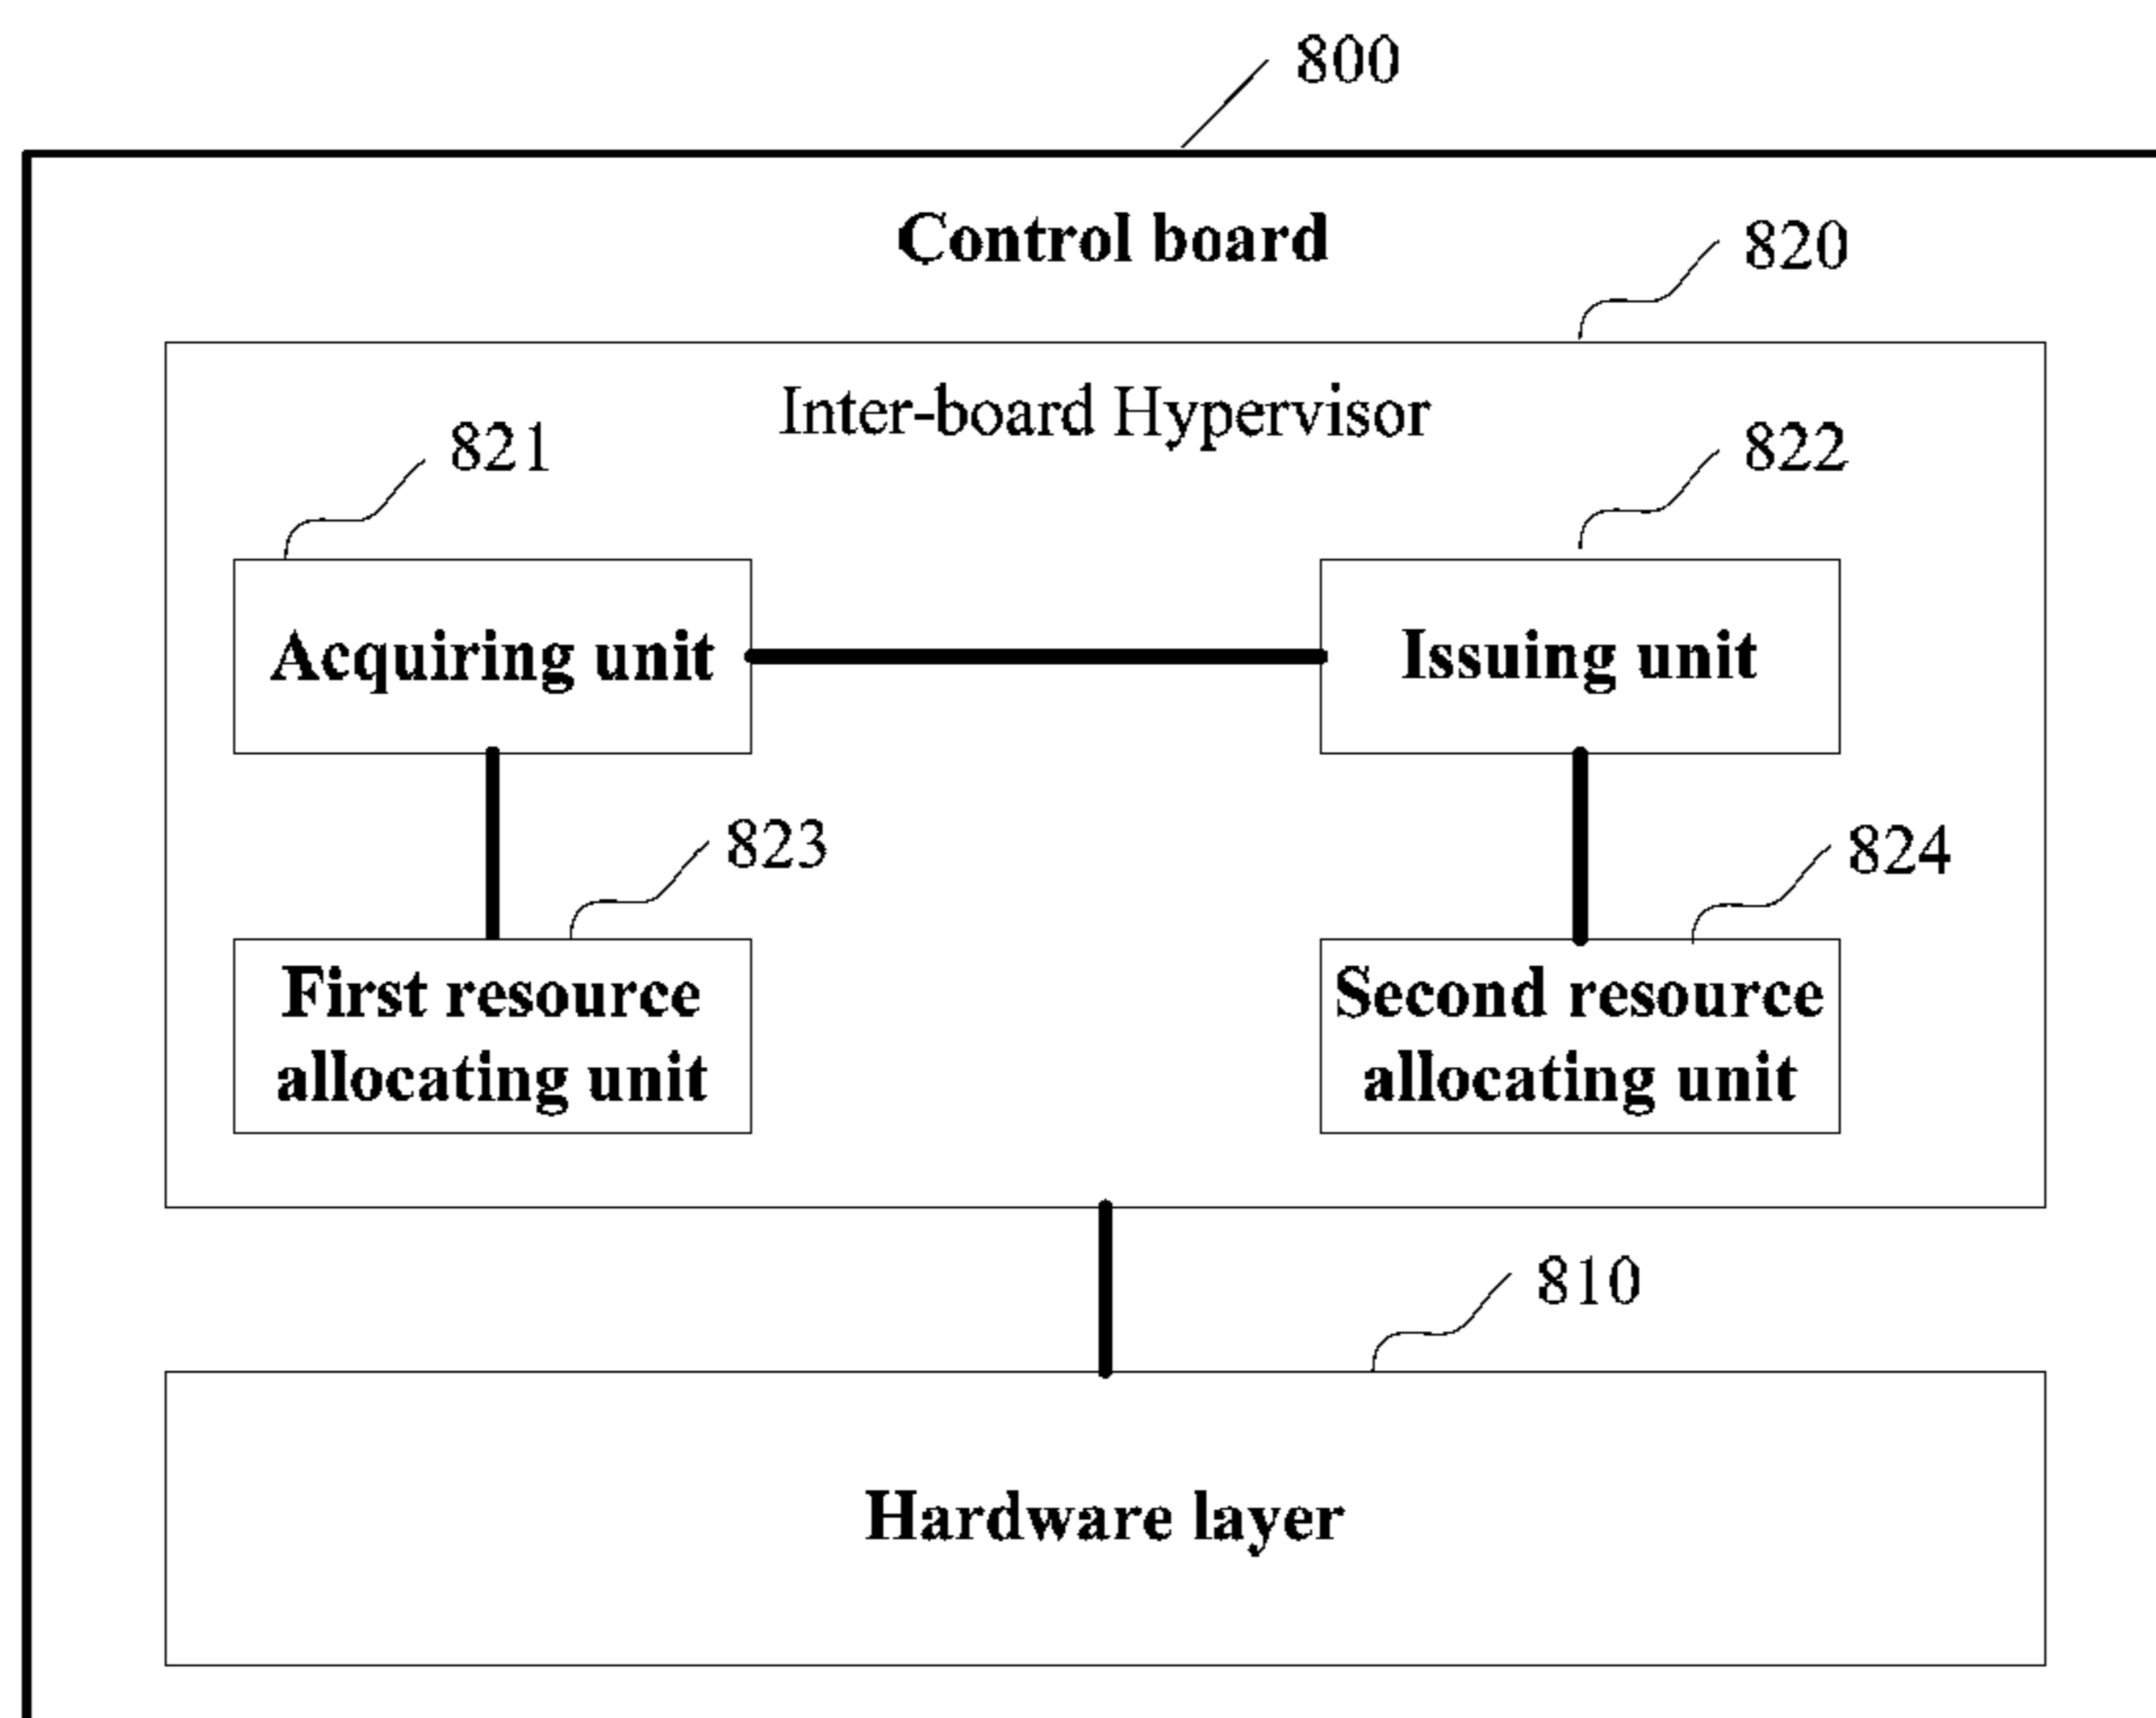 800
Control board
820
Inter-board Hypervisor
821
822
Acquiring unit
Issuing unit
823
824
First resource
allocating unit
Second resource
allocating unit
810
Hardware layer